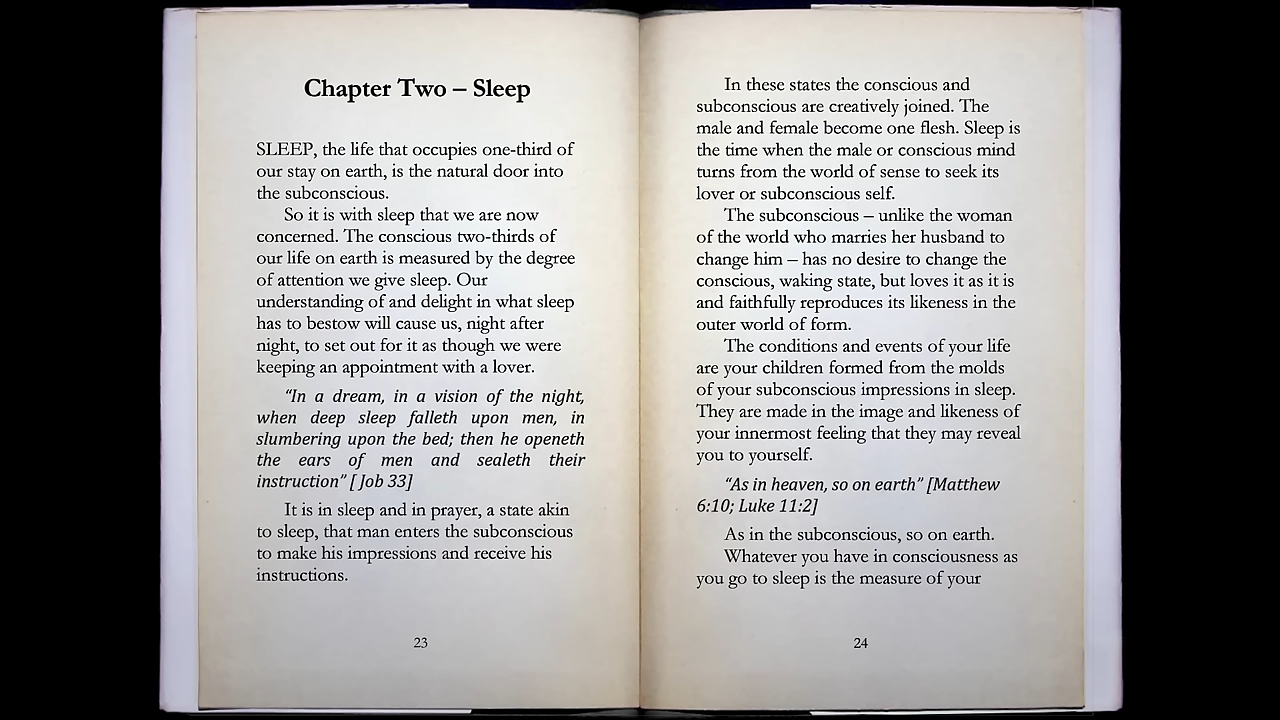 Chapter Two – Sleep
SLEEP, the life that occupies one-third of
our stay on earth, is the natural door into
the subconscious.
So it is with sleep that we are now
concerned. The conscious two-thirds of
our life on earth is measured by the degree
of attention we give sleep. Our
understanding of and delight in what sleep
has to bestow will cause us, night after
night, to set out for it as though we were
keeping an appointment with a lover.
“In a dream, in a vision of the night,
when deep sleep falleth upon men, in
slumbering upon the bed; then he openeth
the ears of men and sealeth their
instruction” [ Job 33]
It is in sleep and in prayer, a state akin
to sleep, that man enters the subconscious
to make his impressions and receive his
instructions.
23
In these states the conscious and
subconscious are creatively joined. The
male and female become one flesh. Sleep is
the time when the male or conscious mind
turns from the world of sense to seek its
lover or subconscious self.
The subconscious – unlike the woman
of the world who marries her husband to
change him – has no desire to change the
conscious, waking state, but loves it as it is
and faithfully reproduces its likeness in the
outer world of form.
The conditions and events of your life
are your children formed from the molds
of your subconscious impressions in sleep.
They are made in the image and likeness of
your innermost feeling that they may reveal
you to yourself.
“As in heaven, so on earth” [Matthew
6:10; Luke 11:2]
As in the subconscious, so on earth.
Whatever you have in consciousness as
you go to sleep is the measure of your
24